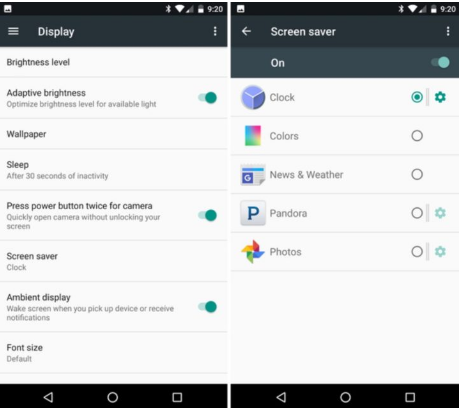 9:20
Display
Brightness level
Adaptive brightness
Optimize brightness level for available light
Wallpaper
Sleep
After 30 seconds of inactivity
Press power button twice for camera
Quickly open camera without unlocking your
screen
Screen saver
Clock
Ambient display
Wake screen when you pick up device or receive
notifications
Font size
Default
9:20
Screen saver
On
Clock
Colors
G
News & Weather
P
Pandora
Photos